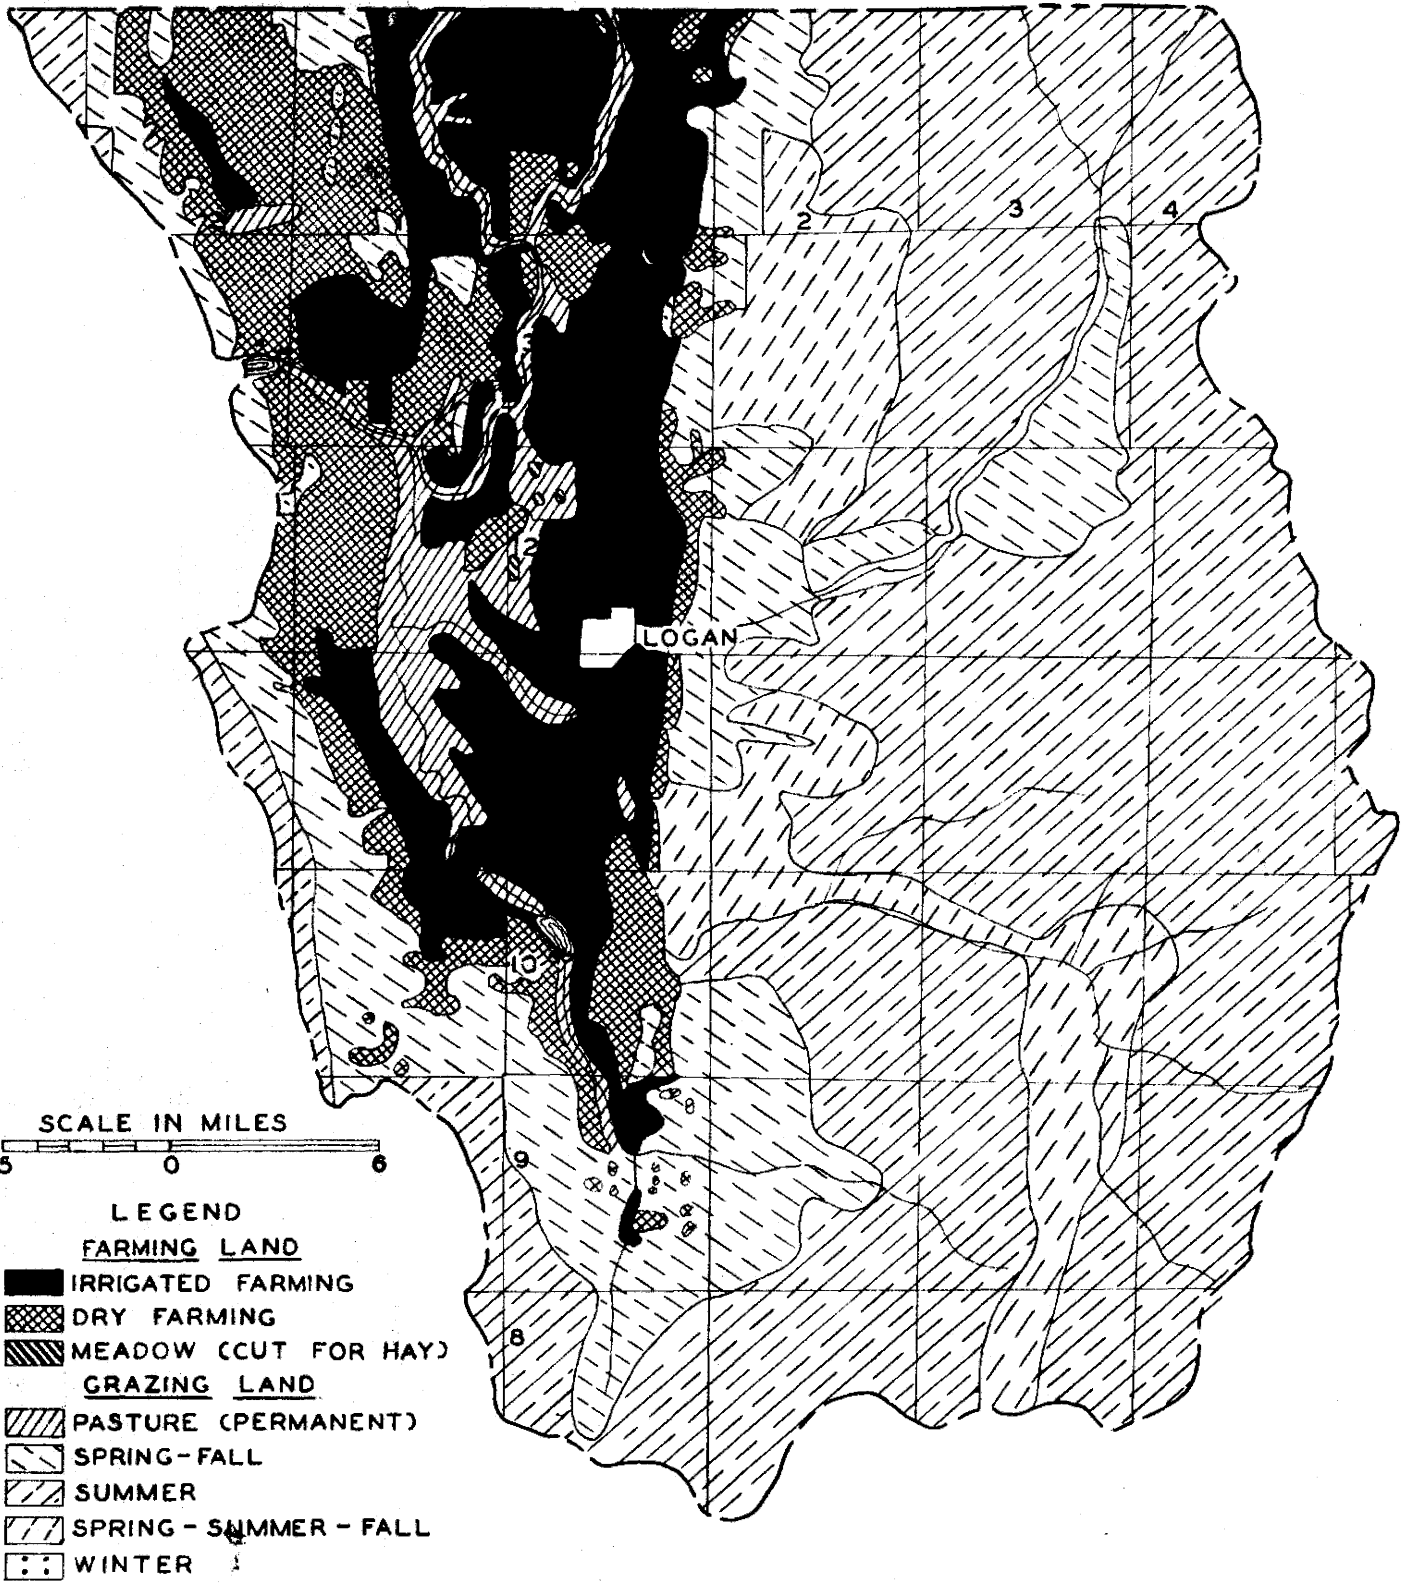 2
3
4
2
LOGAN
10
9
8
SCALE IN MILES
5 0 6
LEGEND
FARMING LAND
IRRIGATED FARMING
DRY FARMING
MEADOW (CUT FOR HAY)
GRAZING LAND
PASTURE (PERMANENT)
SPRING-FALL
SUMMER
SPRING-SUMMER-FALL
WINTER